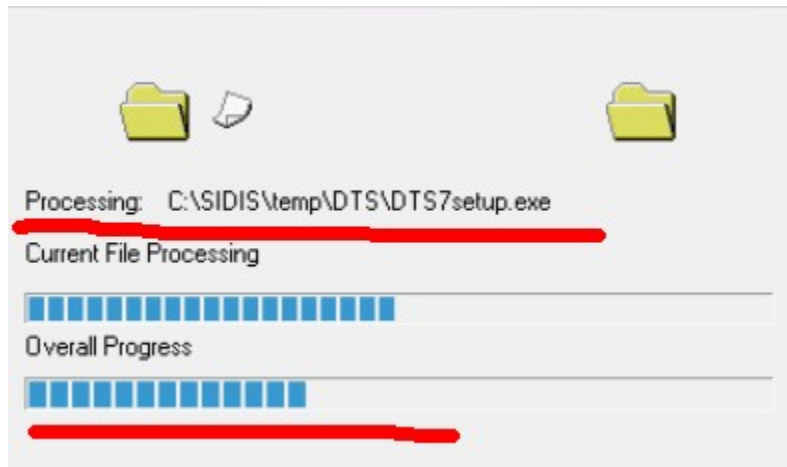 Processing: C:\SIDIS\temp\DTS\DTS7setup.exe
Current File Processing
Overall Progress